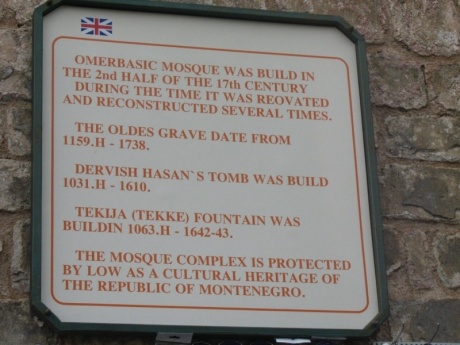 OMERBASIC MOSQUE WAS BUILD IN
THE 2nd HALF OF THE 17th CENTURY
DURING THE TIME IT WAS REOVATED
AND RECONSTRUCTED SEVERAL TIMES.
THE OLDES GRAVE DATE FROM
1159.H - 1738.
DERVISH HASAN`S TOMB WAS BUILD
1031.H - 1610.
TEKIJA (TEKKE) FOUNTAIN WAS
BUILDIN 1063.H - 1642-43.
THE MOSQUE COMPLEX IS PROTECTED
BY LOW AS A CULTURAL HERITAGE OF
THE REPUBLIC OF MONTENEGRO.